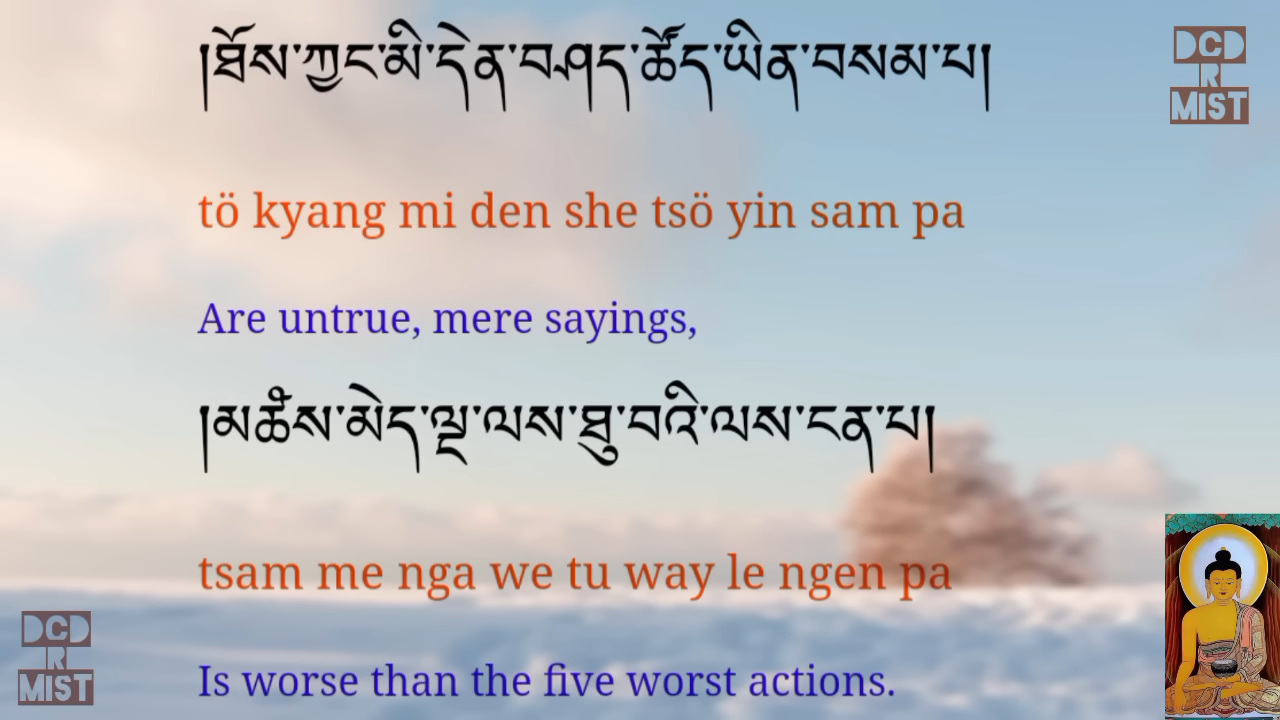 །ཐོས་ཀྱང་མི་དེན་བཤད་ཚོད་ཡིན་བསམ་པ།
tö kyang mi den she tsö yin sam pa
Are untrue, mere sayings,
།མཚམས་མེད་ལྔ་ལས་ཐུ་བའི་ལས་ངན་པ།
tsam me nga we tu way le ngen pa
Is worse than the five worst actions.
DCD
R
MIST
DCD
R
MIST